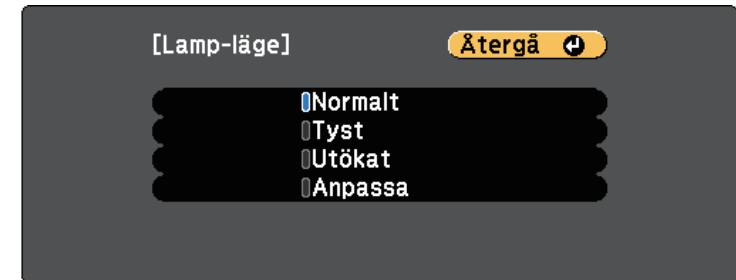 [Lamp-läge] Återgå
Normalt
Tyst
Utökat
Anpassa